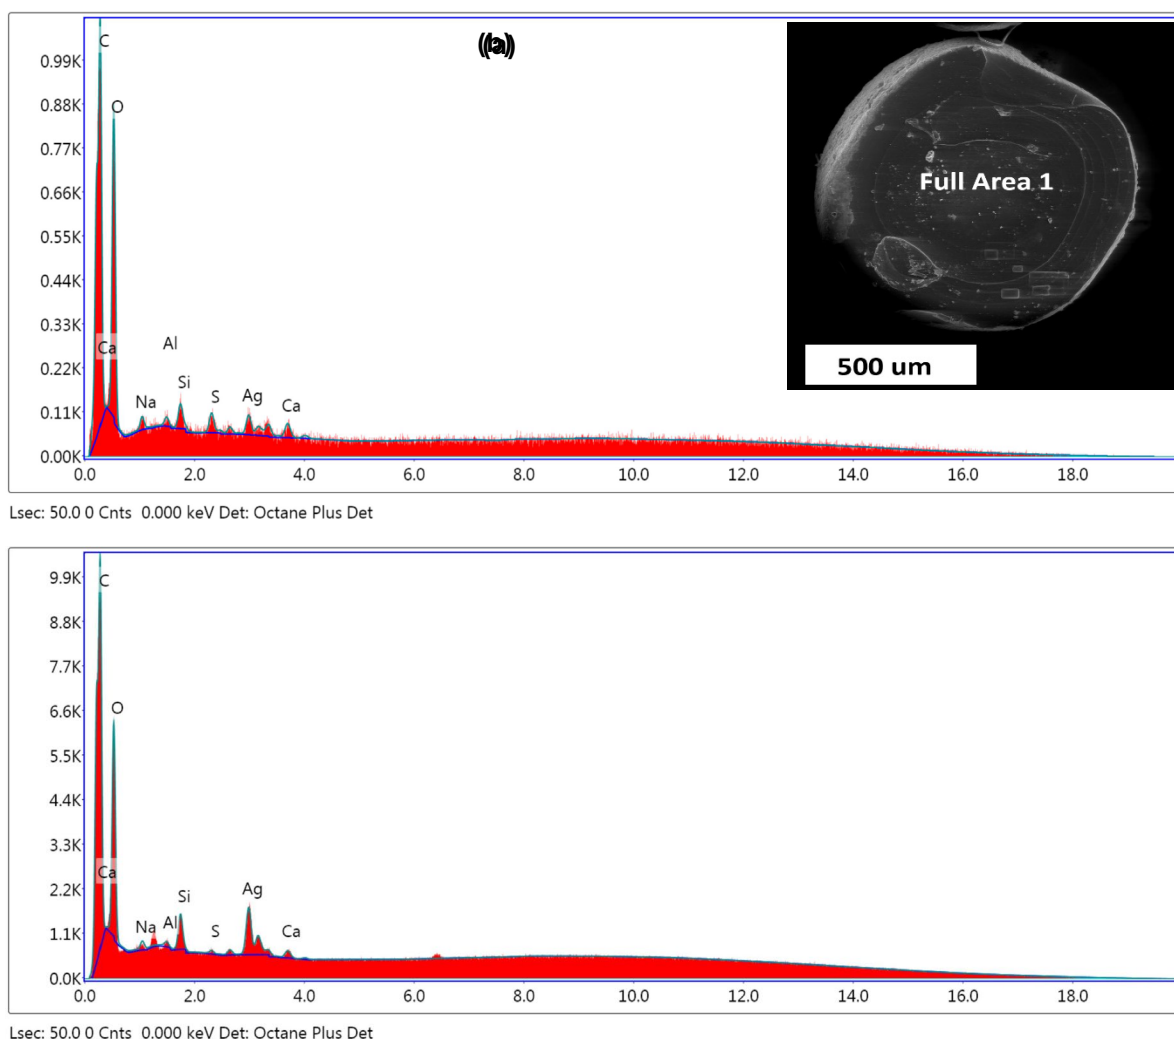 C
(a)
(b)
0.99K
0.88K
O
0.77K
0.66K
Full Area 1
0.55K
0.44K
0.33K
Ca
Al
0.22K
Na
Si
S
Ag
Ca
500 um
0.11K
0.00K
0.0 2.0 4.0 6.0 8.0 10.0 12.0 14.0 16.0 18.0
Lsec: 50.0 0 Cnts 0.000 keV Det: Octane Plus Det
9.9K
C
8.8K
7.7K
O
6.6K
5.5K
4.4K
3.3K
Ca
2.2K
Na
Al
Si
S
Ag
Ca
1.1K
0.0K
0.0 2.0 4.0 6.0 8.0 10.0 12.0 14.0 16.0 18.0
Lsec: 50.0 0 Cnts 0.000 keV Det: Octane Plus Det